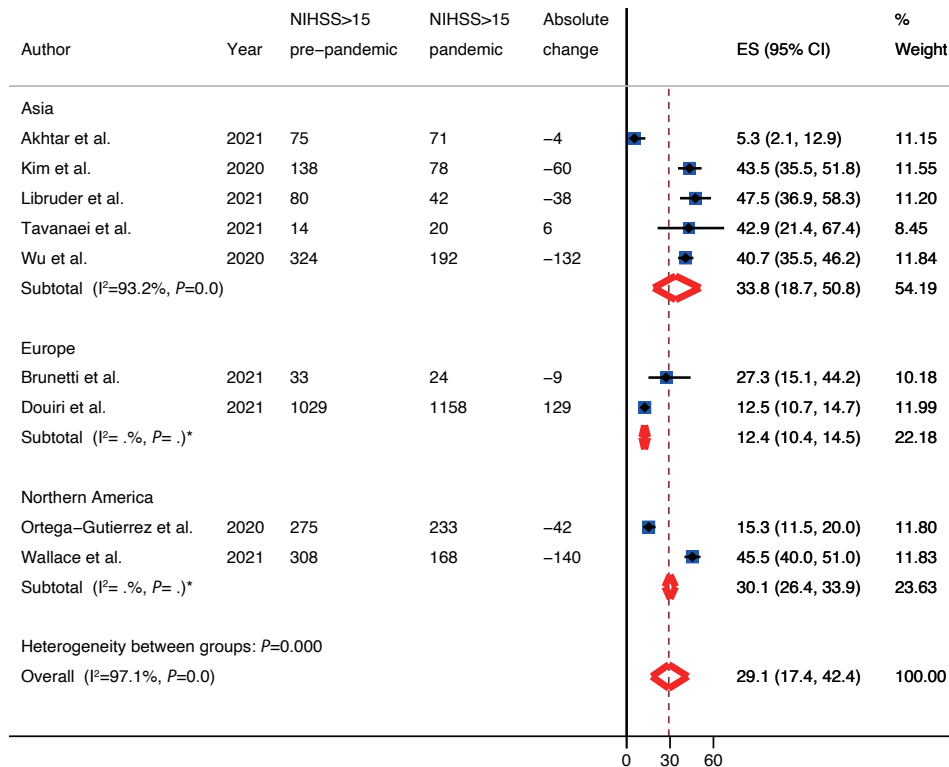 NIHSS>15 NIHSS>15 Absolute %
Author Year pre−pandemic pandemic change ES (95% CI) Weight
Asia
Akhtar et al. 2021 75 71 −4 5.3 (2.1, 12.9) 11.15
Kim et al. 2020 138 78 −60 43.5 (35.5, 51.8) 11.55
Libruder et al. 2021 80 42 −38 47.5 (36.9, 58.3) 11.20
Tavanaei et al. 2021 14 20 6 42.9 (21.4, 67.4) 8.45
Wu et al. 2020 324 192 −132 40.7 (35.5, 46.2) 11.84
Subtotal (I²=93.2%, P=0.0) 33.8 (18.7, 50.8) 54.19
Europe
Brunetti et al. 2021 33 24 −9 27.3 (15.1, 44.2) 10.18
Douiri et al. 2021 1029 1158 129 12.5 (10.7, 14.7) 11.99
Subtotal (I²= .%, P= .)* 12.4 (10.4, 14.5) 22.18
Northern America
Ortega−Gutierrez et al. 2020 275 233 −42 15.3 (11.5, 20.0) 11.80
Wallace et al. 2021 308 168 −140 45.5 (40.0, 51.0) 11.83
Subtotal (I²= .%, P= .)* 30.1 (26.4, 33.9) 23.63
Heterogeneity between groups: P=0.000
Overall (I²=97.1%, P=0.0) 29.1 (17.4, 42.4) 100.00
0 30 60